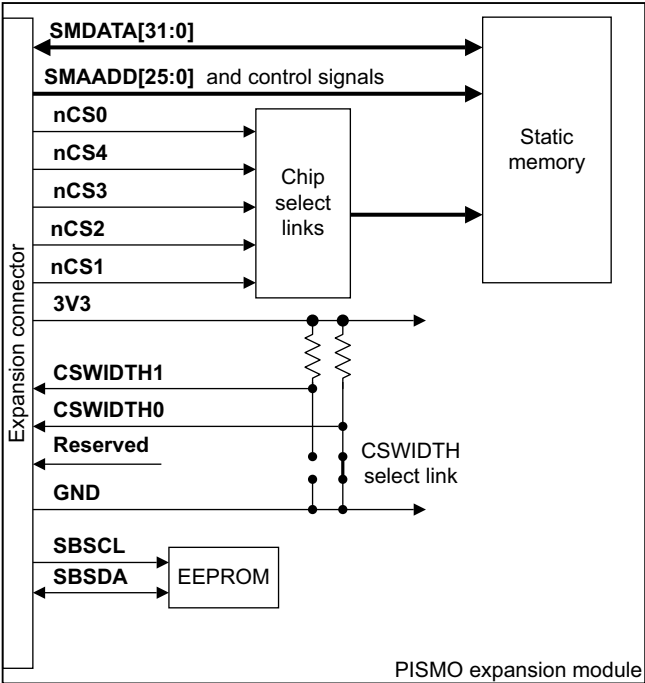 SMDATA[31:0]
SMAADD[25:0] and control signals
nCS0
nCS4
nCS3
nCS2
nCS1
3V3
CSWIDTH1
CSWIDTH0
Reserved
GND
SBSCL
SBSDA
Expansion connector
Chip
select
links
Static
memory
CSWIDTH
select link
EEPROM
PISMO expansion module